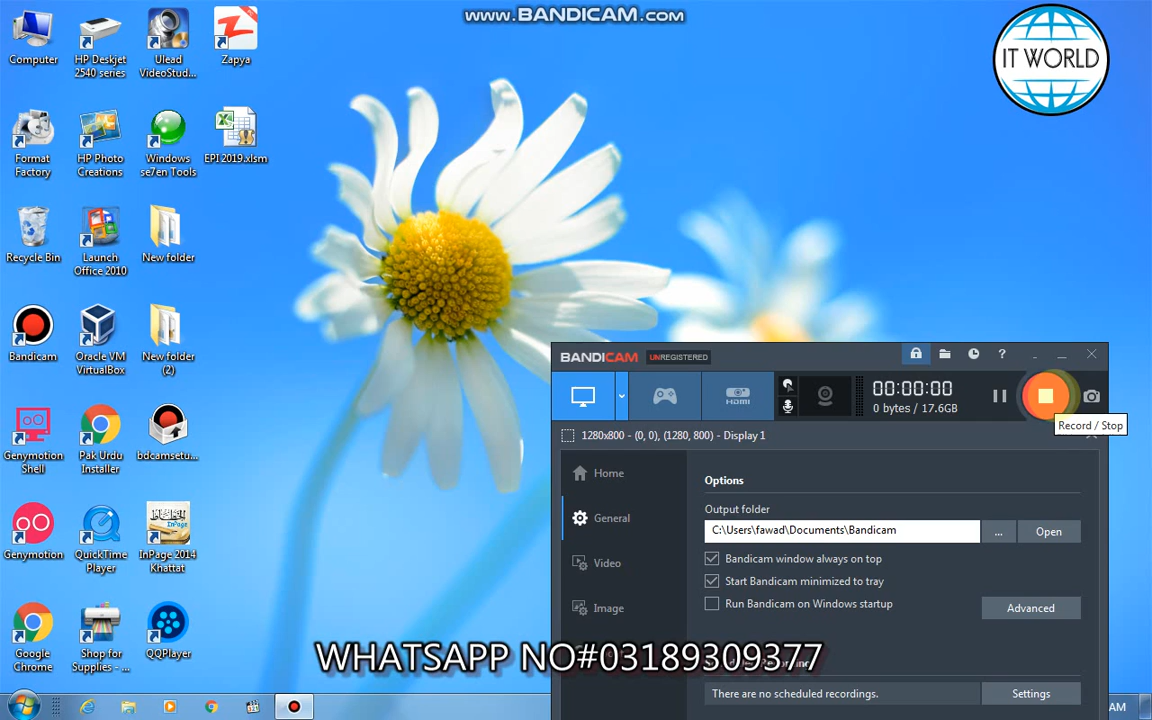 www.BANDICAM.com
IT WORLD
Computer
HP Deskjet
2540 series
Ulead
VideoStud...
Zapya
Format
Factory
HP Photo
Creations
Windows
se7en Tools
EPI 2019.xlsm
Recycle Bin
Launch
Office 2010
New folder
Bandicam
Oracle VM
VirtualBox
New folder
(2)
Genymotion
Shell
Pak Urdu
Installer
bdcamsetu...
Genymotion
QuickTime
Player
InPage 2014
Khattat
Google
Chrome
Shop for
Supplies - ...
QQPlayer
BANDICAM UNREGISTERED
HDMI
00:00:00
0 bytes / 17.6GB
Record / Stop
1280x800 - (0, 0), (1280, 800) - Display 1
Home
General
Video
Image
Options
Output folder
C:\Users\fawad\Documents\Bandicam
...
Open
Bandicam window always on top
Start Bandicam minimized to tray
Run Bandicam on Windows startup
Advanced
WHATSAPP NO#03189309377
There are no scheduled recordings.
Settings
AM